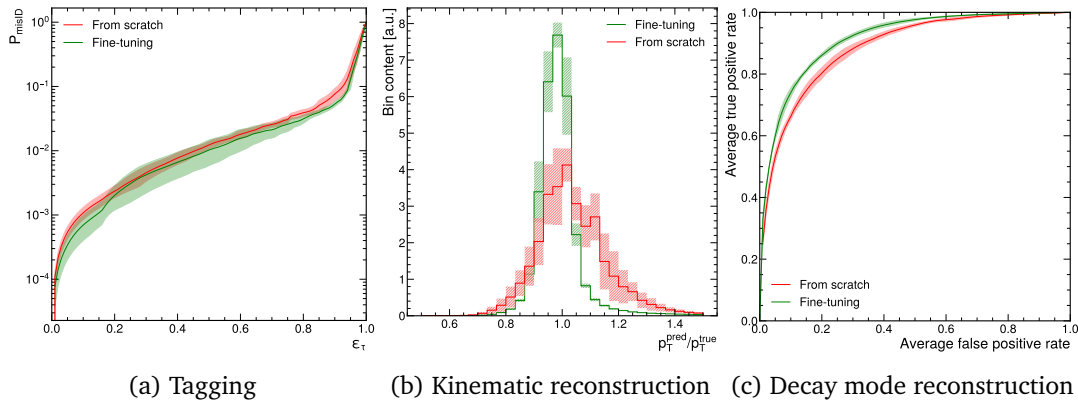 P_misID
10⁰
10⁻¹
10⁻²
10⁻³
10⁻⁴
From scratch
Fine-tuning
0.0 0.2 0.4 0.6 0.8 1.0
ε_τ
(a) Tagging
Bin content [a.u.]
8
7
6
5
4
3
2
1
0
Fine-tuning
From scratch
0.6 0.8 1.0 1.2 1.4
p_T^pred/p_T^true
(b) Kinematic reconstruction
Average true positive rate
1.0
0.8
0.6
0.4
0.2
0.0
From scratch
Fine-tuning
0.0 0.2 0.4 0.6 0.8 1.0
Average false positive rate
(c) Decay mode reconstruction